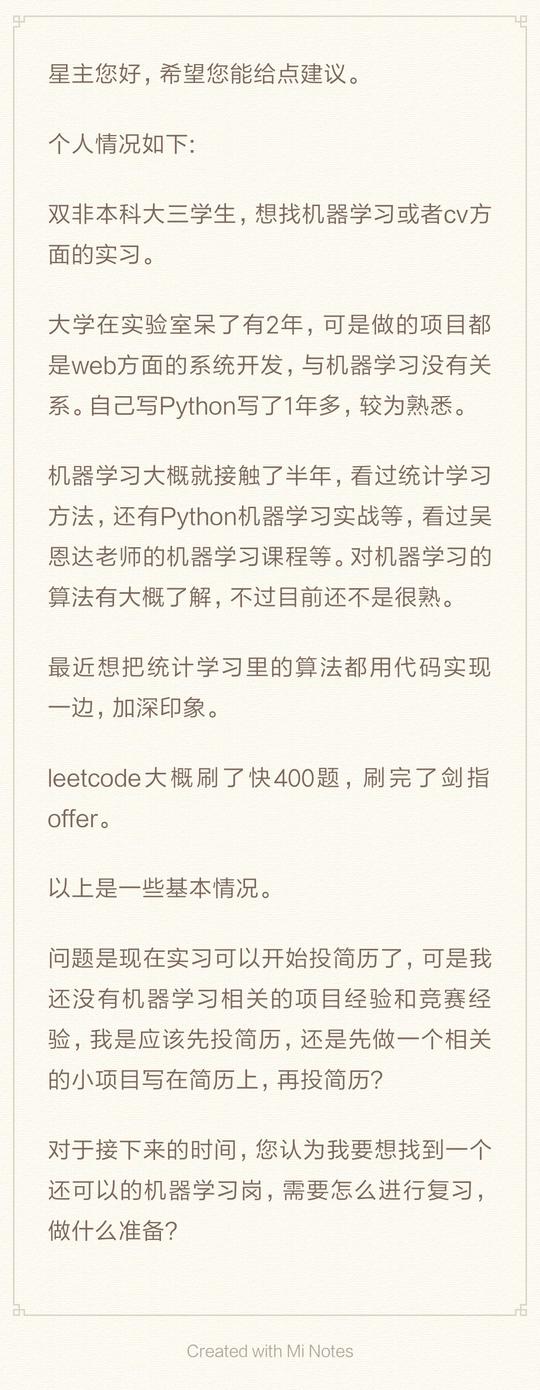 星主您好，希望您能给点建议。
个人情况如下:
双非本科大三学生，想找机器学习或者cv方
面的实习。
大学在实验室呆了有2年，可是做的项目都
是web方面的系统开发，与机器学习没有关
系。自己写Python写了1年多，较为熟悉。
机器学习大概就接触了半年，看过统计学习
方法，还有Python机器学习实战等，看过吴
恩达老师的机器学习课程等。对机器学习的
算法有大概了解，不过目前还不是很熟。
最近想把统计学习里的算法都用代码实现
一边，加深印象。
leetcode大概刷了快400题，刷完了剑指
offer。
以上是一些基本情况。
问题是现在实习可以开始投简历了，可是我
还没有机器学习相关的项目经验和竞赛经
验，我是应该先投简历，还是先做一个相关
的小项目写在简历上，再投简历？
对于接下来的时间，您认为我要想找到一个
还可以的机器学习岗，需要怎么进行复习，
做什么准备？
Created with Mi Notes